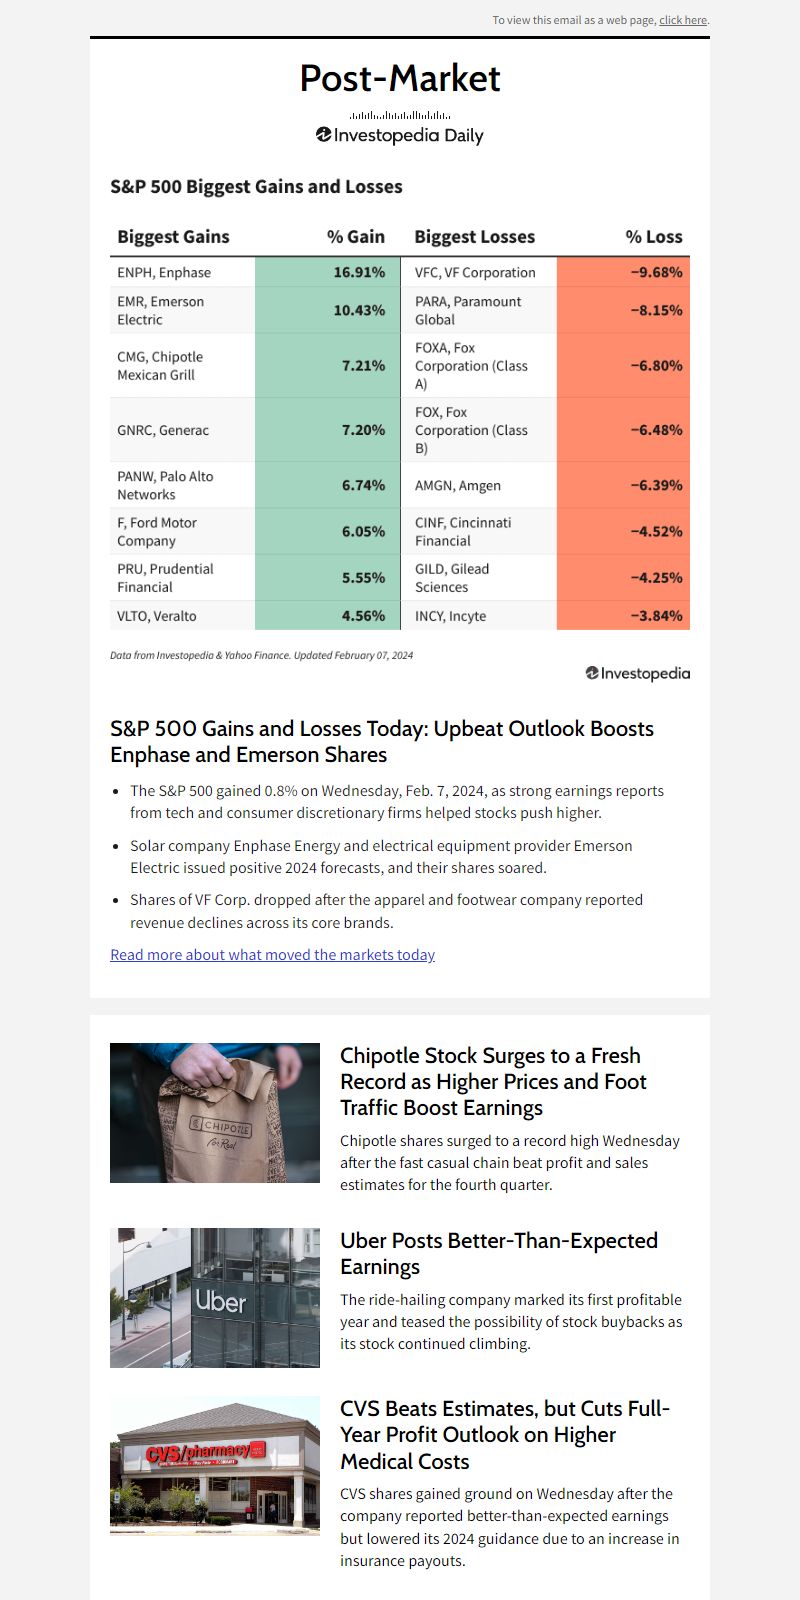 To view this email as a web page, click here.
Post-Market
Investopedia Daily
S&P 500 Biggest Gains and Losses
Biggest Gains % Gain Biggest Losses % Loss
ENPH, Enphase 16.91% VFC, VF Corporation −9.68%
EMR, Emerson
Electric 10.43% PARA, Paramount
Global −8.15%
CMG, Chipotle
Mexican Grill 7.21% FOXA, Fox
Corporation (Class
A) −6.80%
GNRC, Generac 7.20% FOX, Fox
Corporation (Class
B) −6.48%
PANW, Palo Alto
Networks 6.74% AMGN, Amgen −6.39%
F, Ford Motor
Company 6.05% CINF, Cincinnati
Financial −4.52%
PRU, Prudential
Financial 5.55% GILD, Gilead
Sciences −4.25%
VLTO, Veralto 4.56% INCY, Incyte −3.84%
Data from Investopedia & Yahoo Finance. Updated February 07, 2024
Investopedia
S&P 500 Gains and Losses Today: Upbeat Outlook Boosts
Enphase and Emerson Shares
• The S&P 500 gained 0.8% on Wednesday, Feb. 7, 2024, as strong earnings reports
from tech and consumer discretionary firms helped stocks push higher.
• Solar company Enphase Energy and electrical equipment provider Emerson
Electric issued positive 2024 forecasts, and their shares soared.
• Shares of VF Corp. dropped after the apparel and footwear company reported
revenue declines across its core brands.
Read more about what moved the markets today
CHIPOTLE
for Real
Chipotle Stock Surges to a Fresh
Record as Higher Prices and Foot
Traffic Boost Earnings
Chipotle shares surged to a record high Wednesday
after the fast casual chain beat profit and sales
estimates for the fourth quarter.
Uber
Uber Posts Better-Than-Expected
Earnings
The ride-hailing company marked its first profitable
year and teased the possibility of stock buybacks as
its stock continued climbing.
CVS/pharmacy
CVS Beats Estimates, but Cuts Full-
Year Profit Outlook on Higher
Medical Costs
CVS shares gained ground on Wednesday after the
company reported better-than-expected earnings
but lowered its 2024 guidance due to an increase in
insurance payouts.